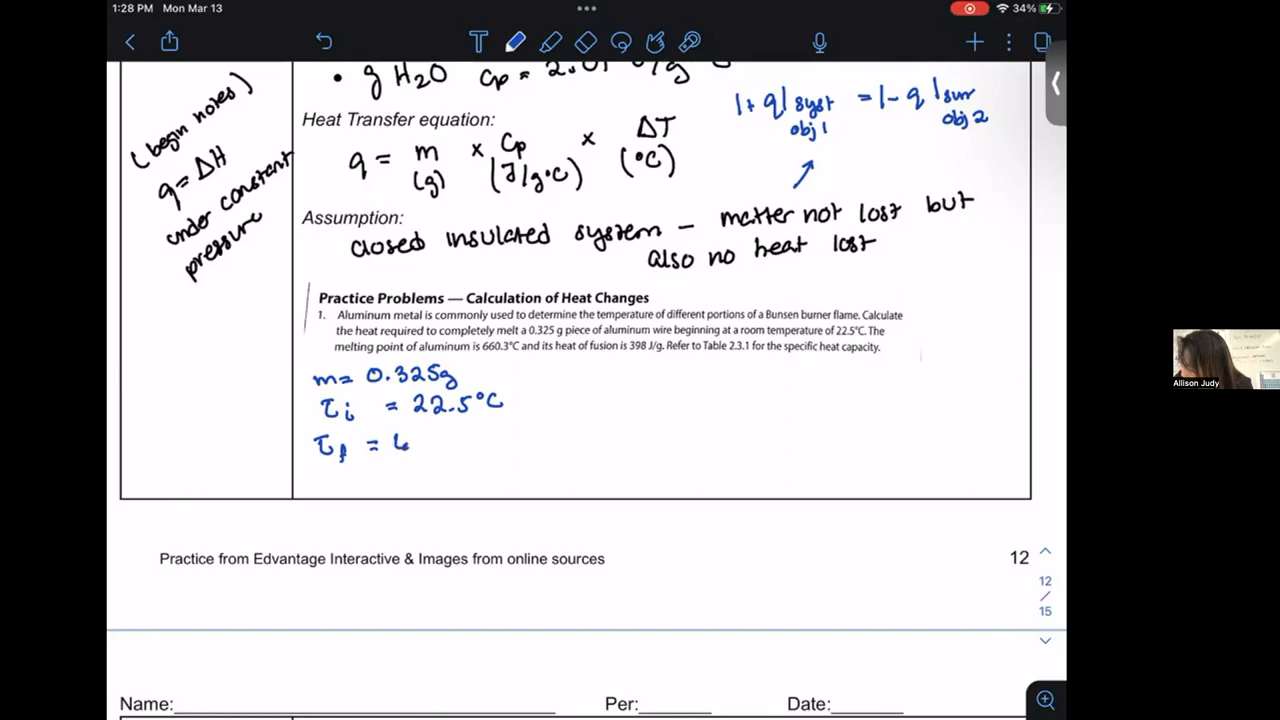 1:28 PM Mon Mar 13
34%
• g H2O Cp =
|+ q| syst = |- q | surr
obj 1 obj 2
Heat Transfer equation:
q = m × Cp × ΔT
(g) (J/g°C) (°C)
(begin notes)
q = ΔH
under constant
pressure
Assumption:
closed insulated system – matter not lost but
also no heat lost
Practice Problems — Calculation of Heat Changes
1. Aluminum metal is commonly used to determine the temperature of different portions of a Bunsen burner flame. Calculate
the heat required to completely melt a 0.325 g piece of aluminum wire beginning at a room temperature of 22.5°C. The
melting point of aluminum is 660.3°C and its heat of fusion is 398 J/g. Refer to Table 2.3.1 for the specific heat capacity.
m= 0.325g
Ti = 22.5°C
Tf =
Practice from Edvantage Interactive & Images from online sources
12
12
/
15
Name: Per: Date:
Allison Judy